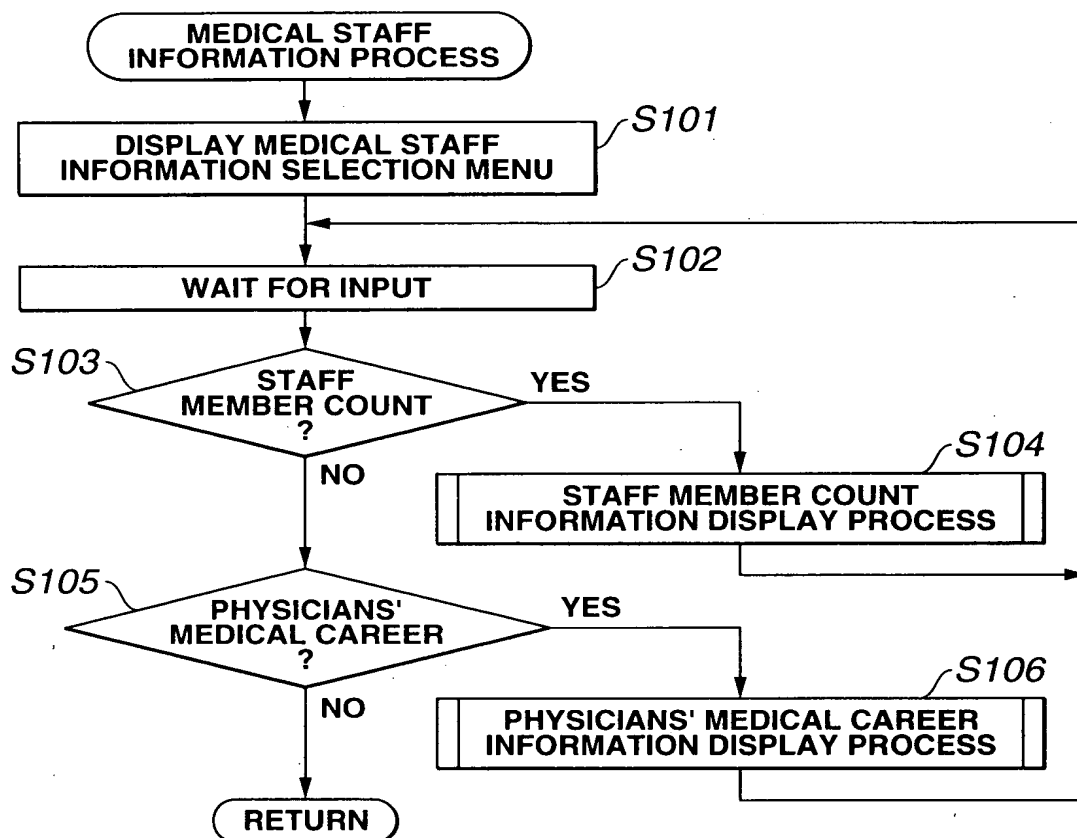 MEDICAL STAFF
INFORMATION PROCESS
S101
DISPLAY MEDICAL STAFF
INFORMATION SELECTION MENU
S102
WAIT FOR INPUT
S103
STAFF
MEMBER COUNT
?
YES
NO
S104
STAFF MEMBER COUNT
INFORMATION DISPLAY PROCESS
S105
PHYSICIANS'
MEDICAL CAREER
?
YES
NO
S106
PHYSICIANS' MEDICAL CAREER
INFORMATION DISPLAY PROCESS
RETURN